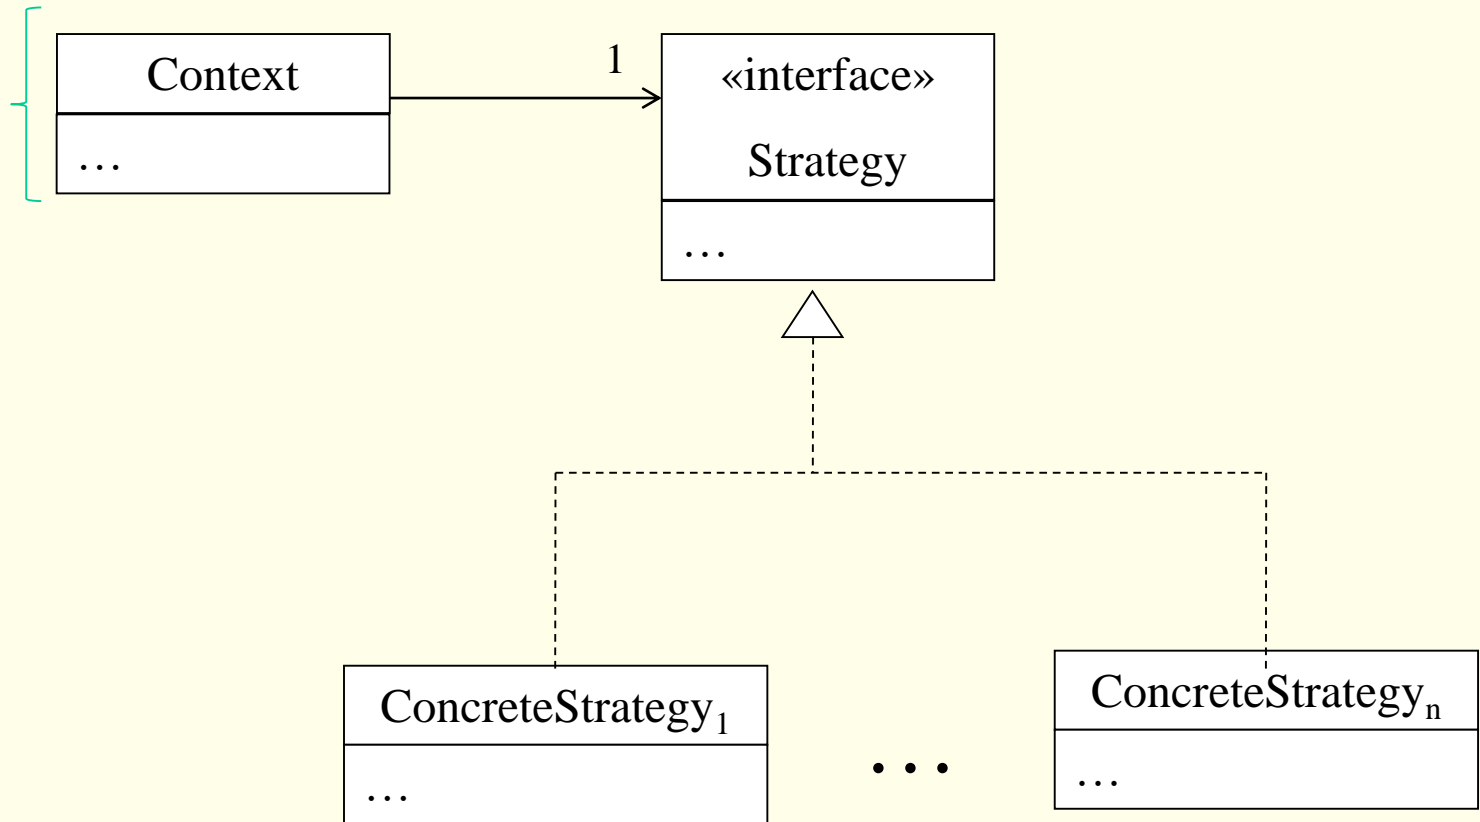 Context
1
«interface»
Strategy
…
…
ConcreteStrategy₁
ConcreteStrategyₙ
…
…
…